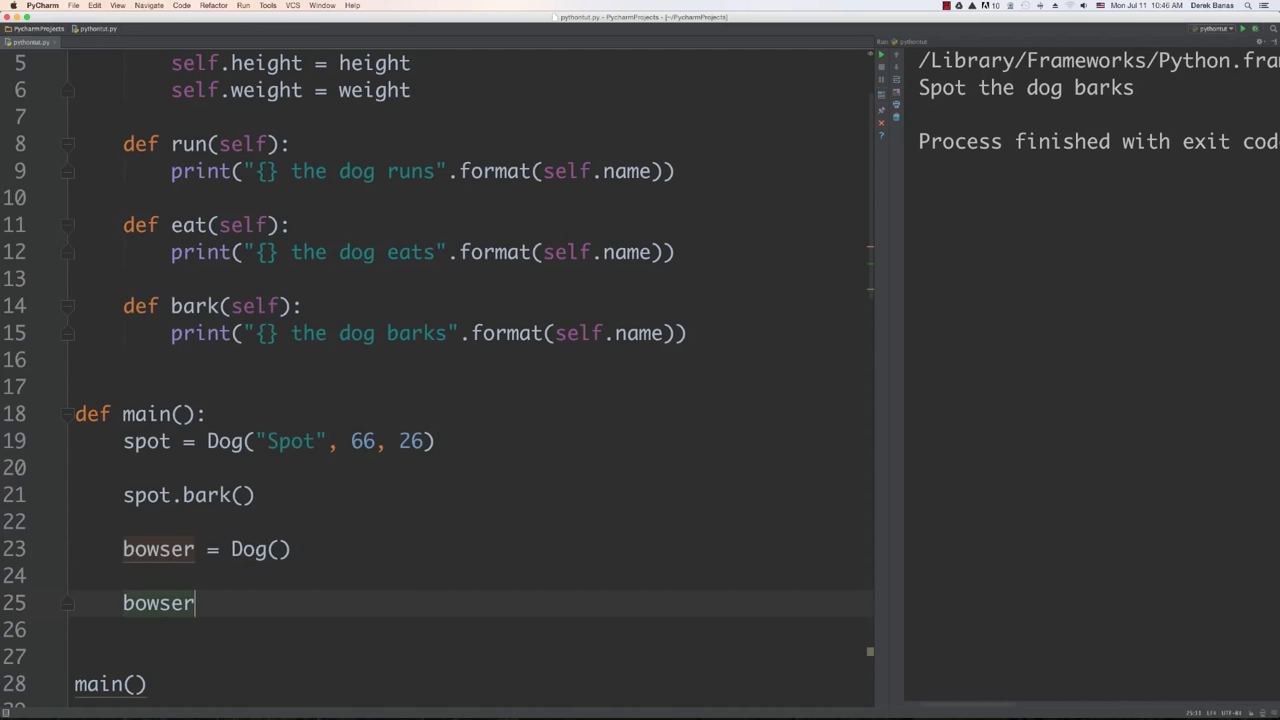 PyCharm File Edit View Navigate Code Refactor Run Tools VCS Window Help 10 Mon Jul 11 10:46 AM Derek Banas
pythontut.py - PycharmProjects - [~/PycharmProjects]
PycharmProjects pythontut.py pythontut
pythontut.py Run: pythontut
5 self.height = height
6 self.weight = weight
7
8 def run(self):
9 print("{} the dog runs".format(self.name))
10
11 def eat(self):
12 print("{} the dog eats".format(self.name))
13
14 def bark(self):
15 print("{} the dog barks".format(self.name))
16
17
18 def main():
19 spot = Dog("Spot", 66, 26)
20
21 spot.bark()
22
23 bowser = Dog()
24
25 bowser
26
27
28 main()
/Library/Frameworks/Python.fra
Spot the dog barks
Process finished with exit cod
25:11 LF÷ UTF-8÷